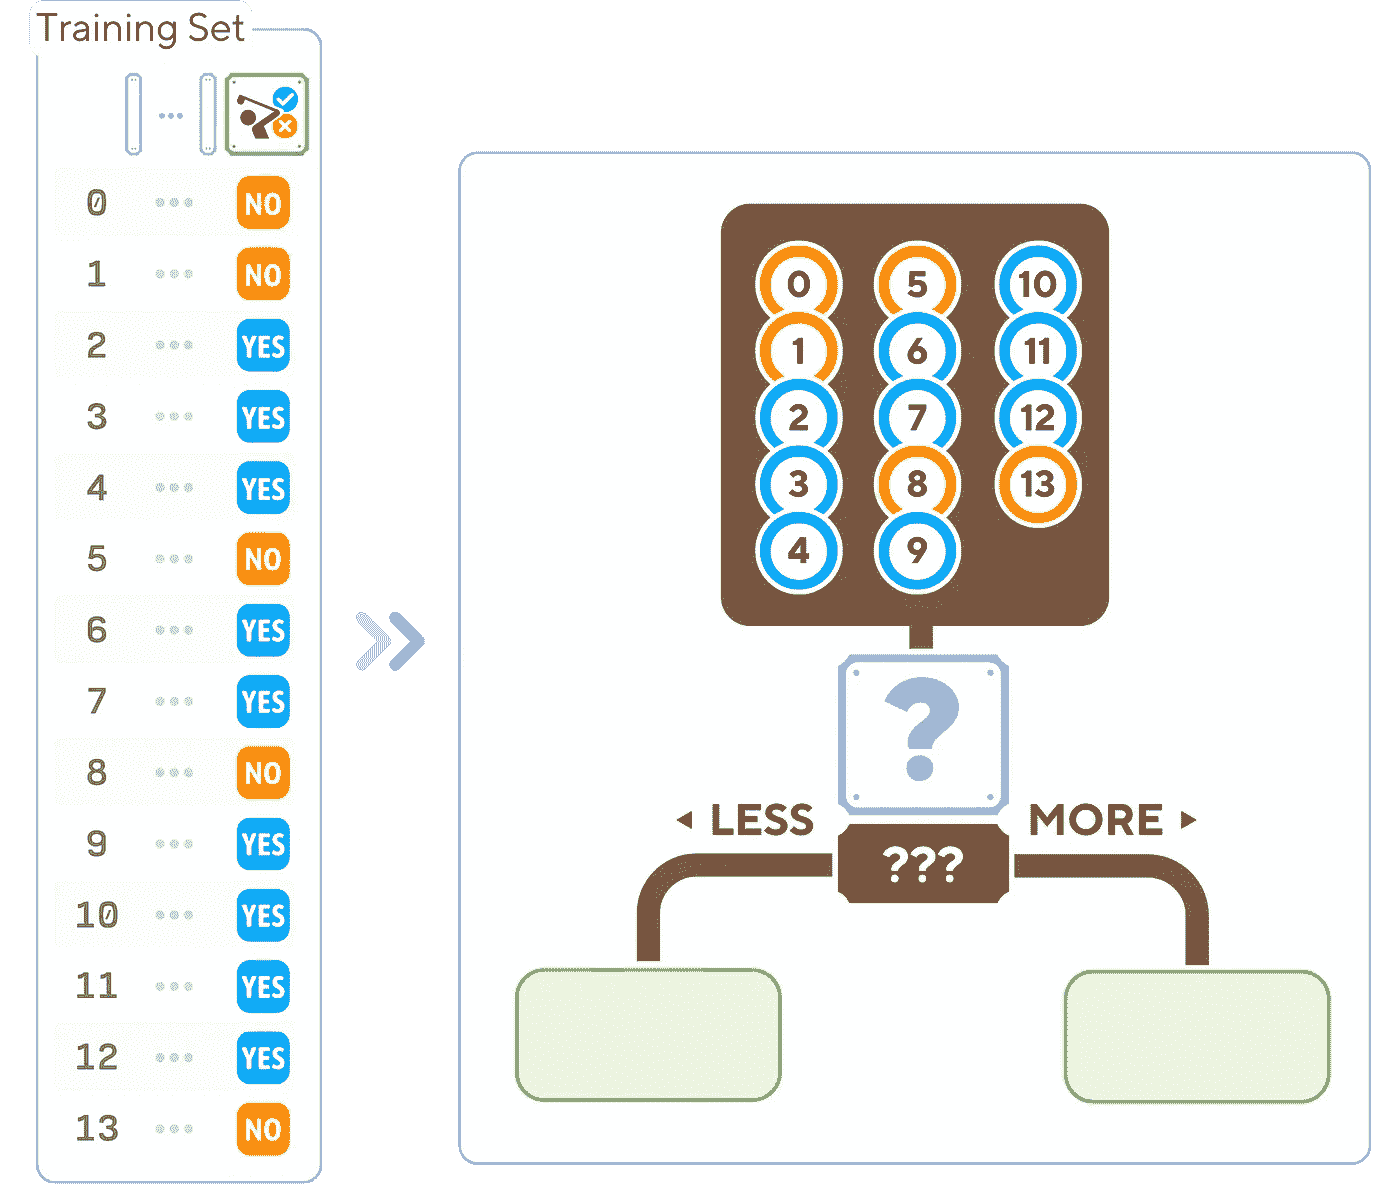 Training Set
0 NO
1 NO
2 YES
3 YES
4 YES
5 NO
6 YES
7 YES
8 NO
9 YES
10 YES
11 YES
12 YES
13 NO
0 5 10
1 6 11
2 7 12
3 8 13
4 9
?
LESS MORE
???